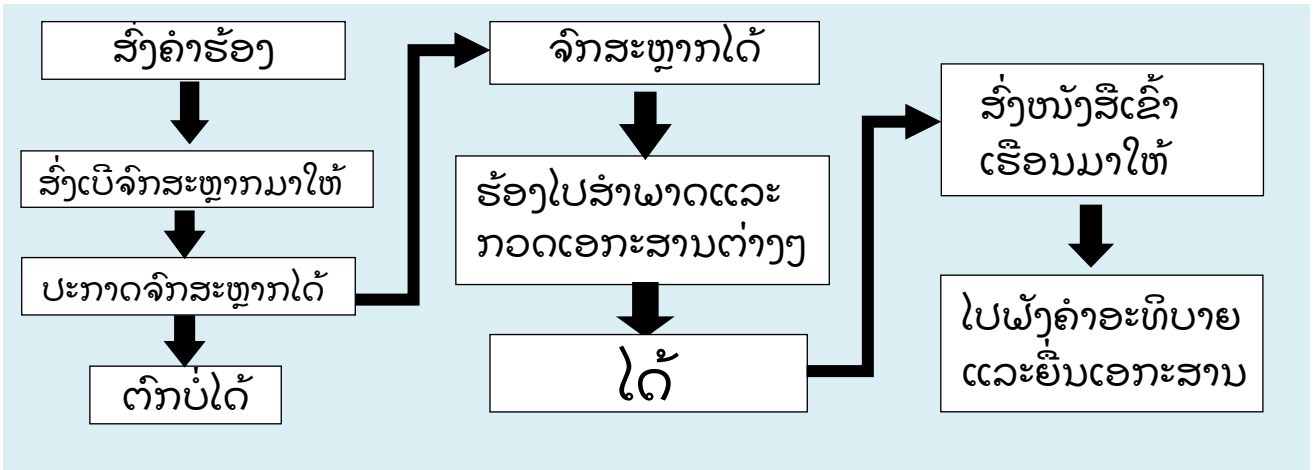 ສົ່ງຄຳຮ້ອງ
ສົ່ງເບີຈົກສະຫຼາກມາໃຫ້
ປະກາດຈົກສະຫຼາກໄດ້
ຕົກບໍ່ໄດ້
ຈົກສະຫຼາກໄດ້
ຮ້ອງໄປສຳພາດແລະ
ກວດເອກະສານຕ່າງໆ
ໄດ້
ສົ່ງໜັງສືເຂົ້າ
ເຮືອນມາໃຫ້
ໄປຟັງຄຳອະທິບາຍ
ແລະຍື່ນເອກະສານ